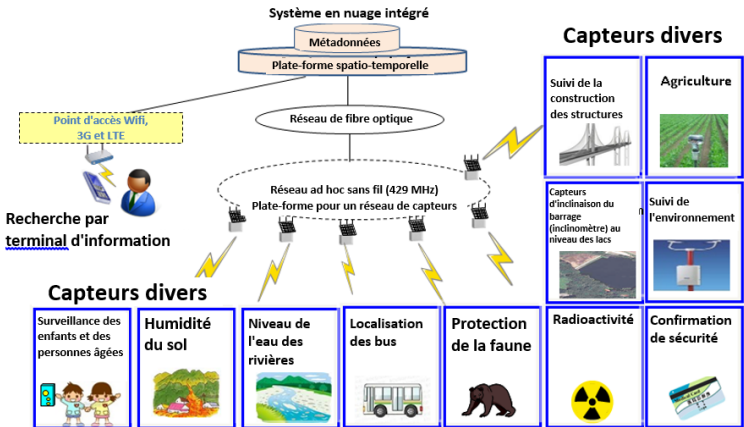 Système en nuage intégré
Métadonnées
Plate-forme spatio-temporelle
Point d'accès Wifi,
3G et LTE
Réseau de fibre optique
Réseau ad hoc sans fil (429 MHz)
Plate-forme pour un réseau de capteurs
Recherche par
terminal d'information
Capteurs divers
Suivi de la
construction
des structures
Agriculture
Capteurs
d'inclinaison du
barrage
(inclinomètre) au
niveau des lacs
Suivi de
l'environnement
Capteurs divers
Surveillance des
enfants et des
personnes âgées
Humidité
du sol
Niveau de
l'eau des
rivières
Localisation
des bus
Protection
de la faune
Radioactivité
Confirmation
de sécurité